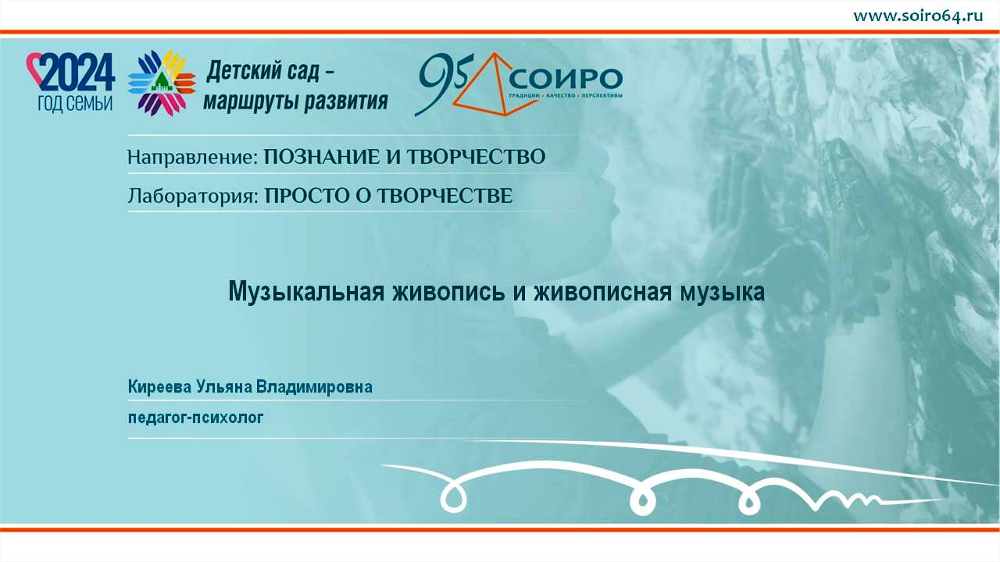 www.soiro64.ru
2024
ГОД СЕМЬИ
Детский сад –
маршруты развития
95 СОИРО
ТРАДИЦИИ • КАЧЕСТВО • ПЕРСПЕКТИВЫ
Направление: ПОЗНАНИЕ И ТВОРЧЕСТВО
Лаборатория: ПРОСТО О ТВОРЧЕСТВЕ
Музыкальная живопись и живописная музыка
Киреева Ульяна Владимировна
педагог-психолог